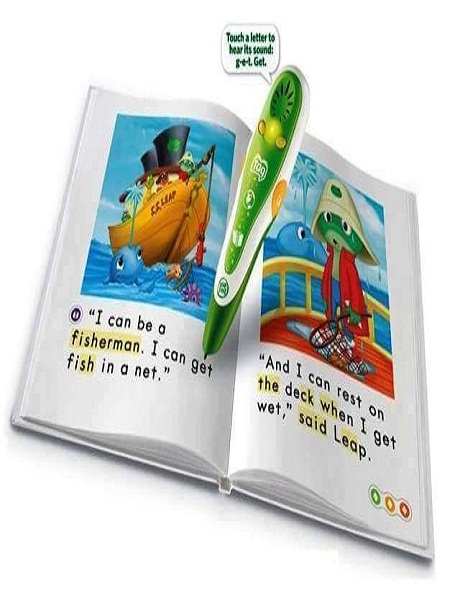 Touch a letter to
hear its sound:
g-e-t. Get.
S.S. LEAP
Tag
"I can be a
fisherman. I can get
fish in a net."
"And I can rest on
the deck when I get
wet," said Leap.